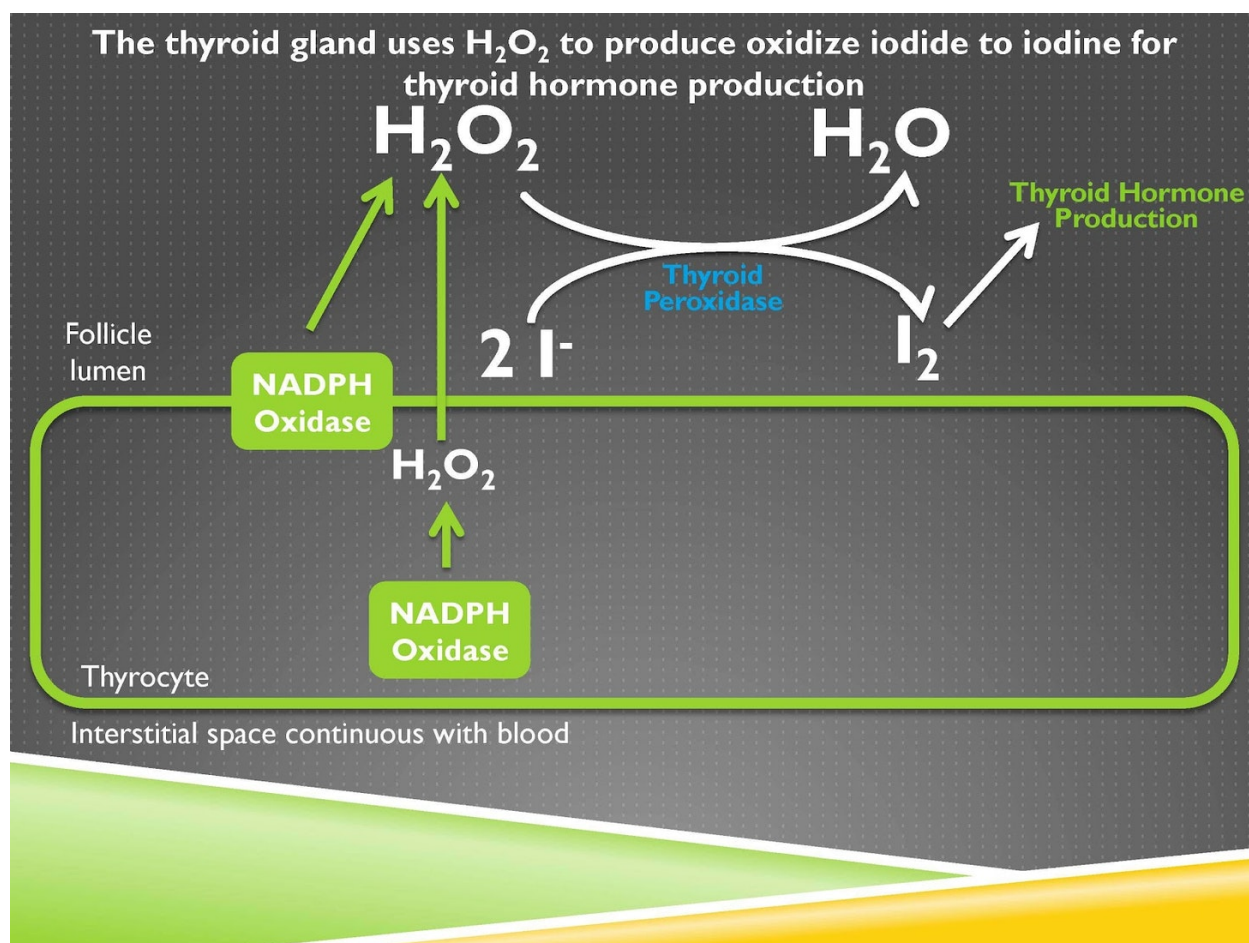 The thyroid gland uses H₂O₂ to produce oxidize iodide to iodine for
thyroid hormone production
H₂O₂
H₂O
Thyroid Hormone
Production
Thyroid
Peroxidase
2 I⁻
I₂
Follicle
lumen
NADPH
Oxidase
H₂O₂
NADPH
Oxidase
Thyrocyte
Interstitial space continuous with blood